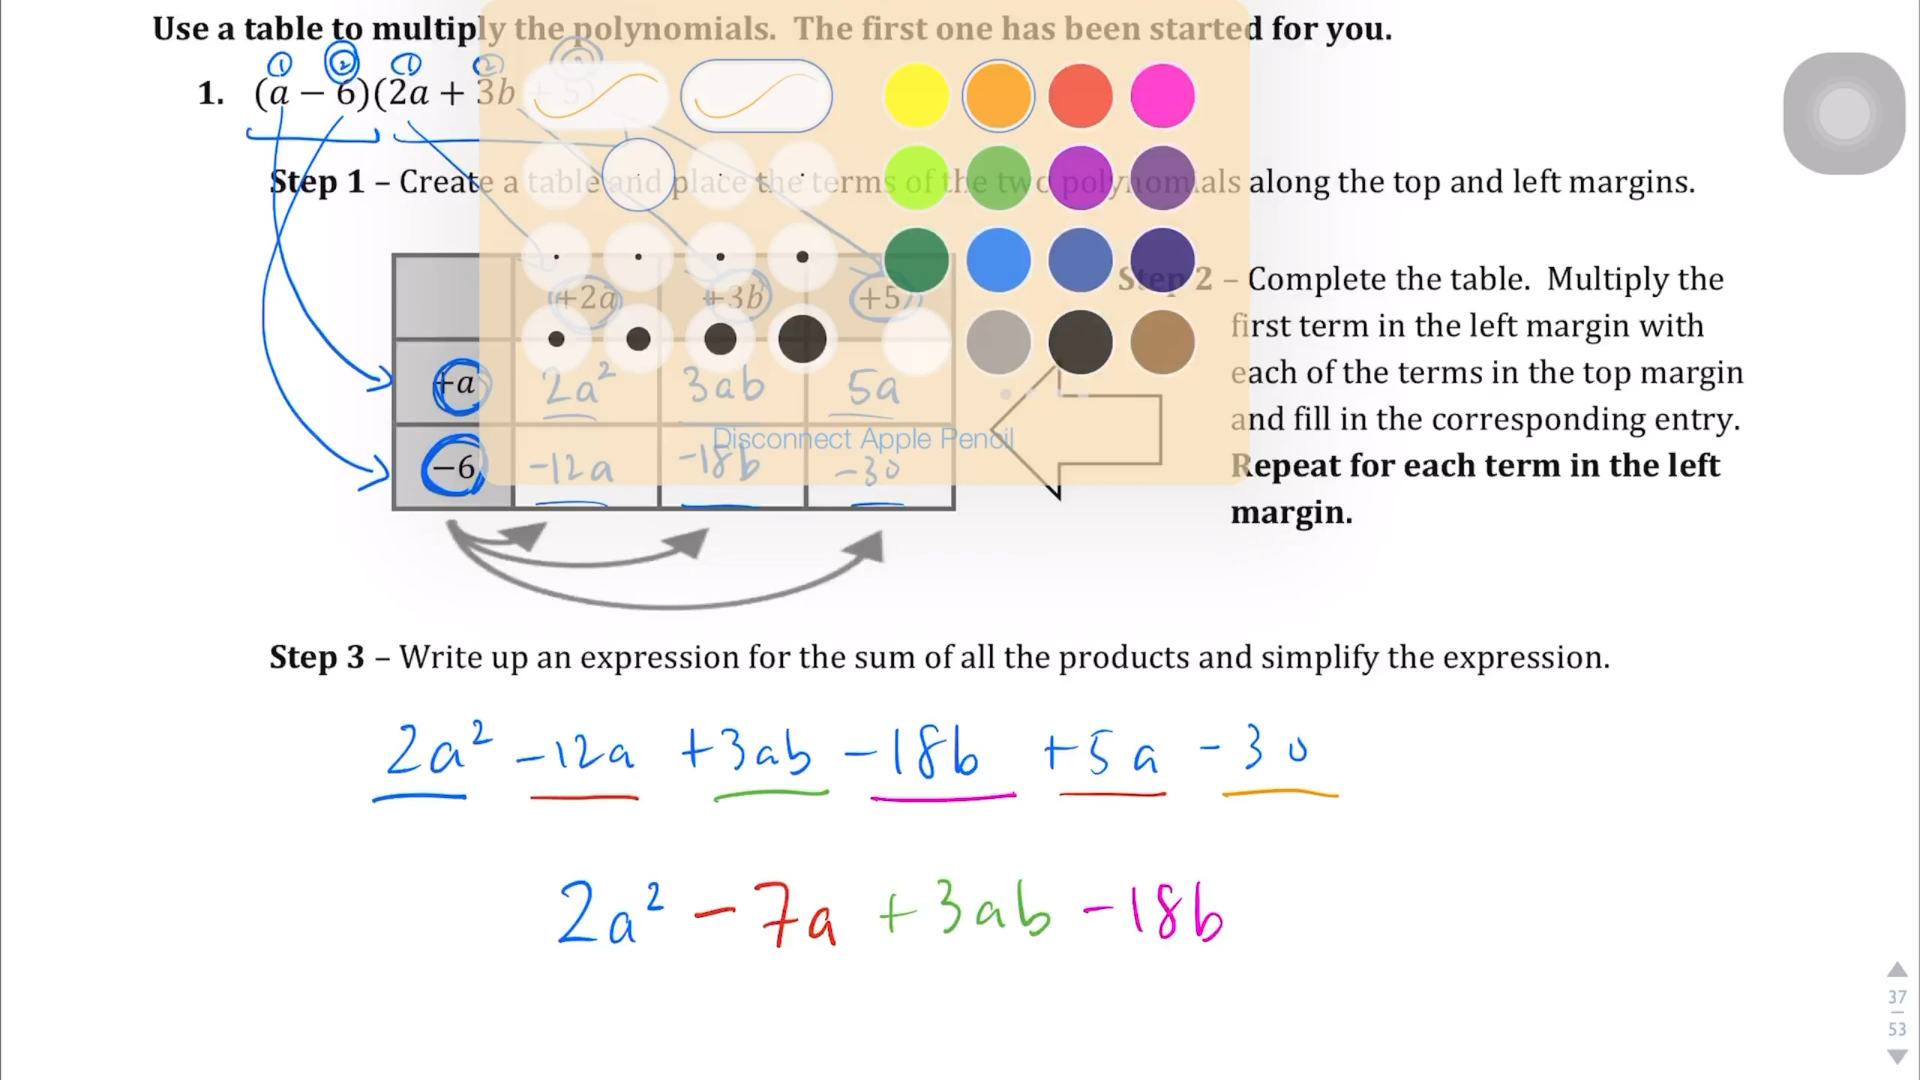 Use a table to multiply the polynomials. The first one has been started for you.
① ② ① ②
1. (a − 6)(2a + 3b + 5)
Step 1 – Create a table and place the terms of the two polynomials along the top and left margins.
+2a +3b +5
+a 2a² 3ab 5a
−6 -12a -18b -30
Disconnect Apple Pencil
Step 2 – Complete the table. Multiply the
first term in the left margin with
each of the terms in the top margin
and fill in the corresponding entry.
Repeat for each term in the left
margin.
Step 3 – Write up an expression for the sum of all the products and simplify the expression.
2a² -12a +3ab -18b +5a -30
2a² - 7a + 3ab -18b
37
53